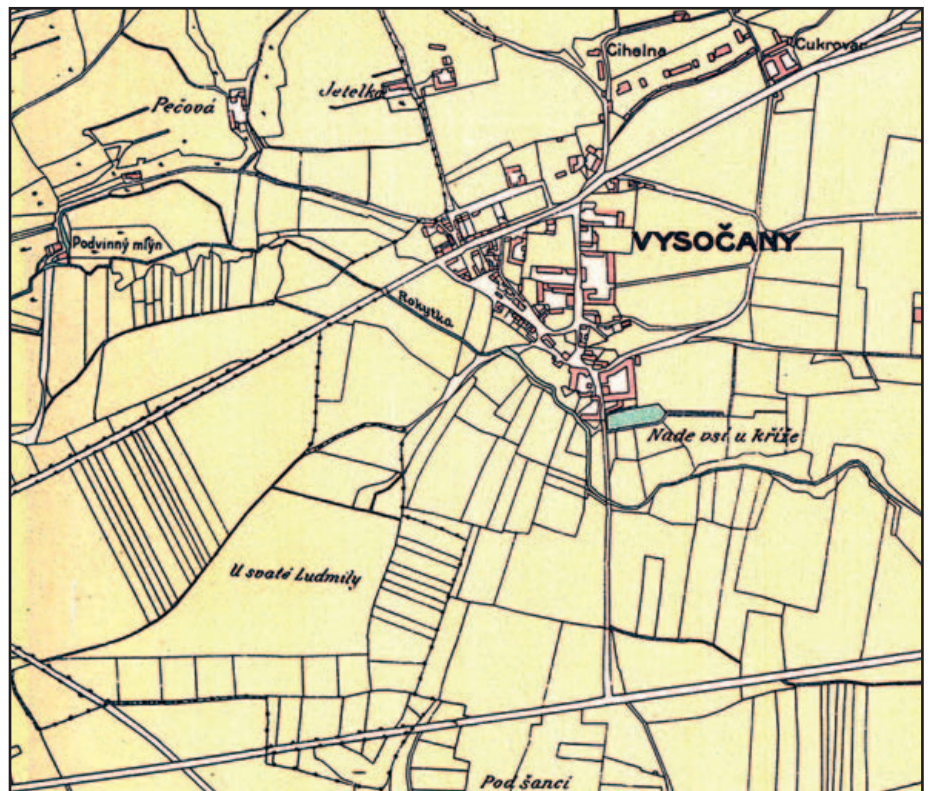 Cihelna
Cukrovar
Jetelka
Pečová
VYSOČANY
Podvinný mlýn
Rokytka
Nade vsí u kříže
U svaté Ludmily
Pod šancí